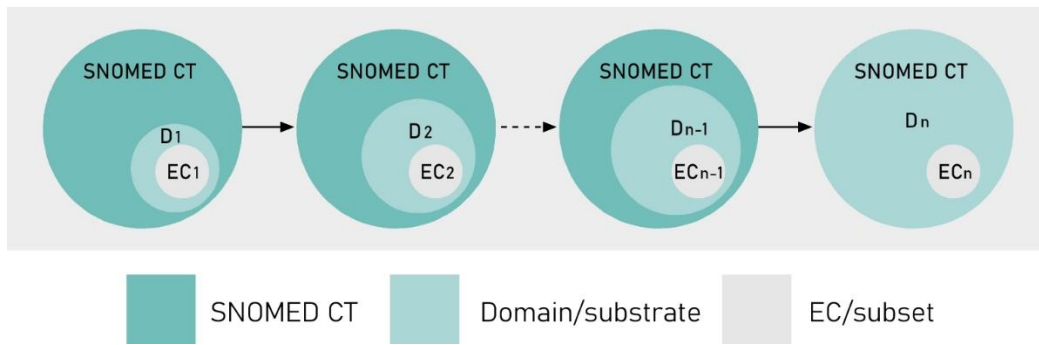 SNOMED CT
D1
EC1
SNOMED CT
D2
EC2
SNOMED CT
Dn-1
ECn-1
SNOMED CT
Dn
ECn
SNOMED CT
Domain/substrate
EC/subset